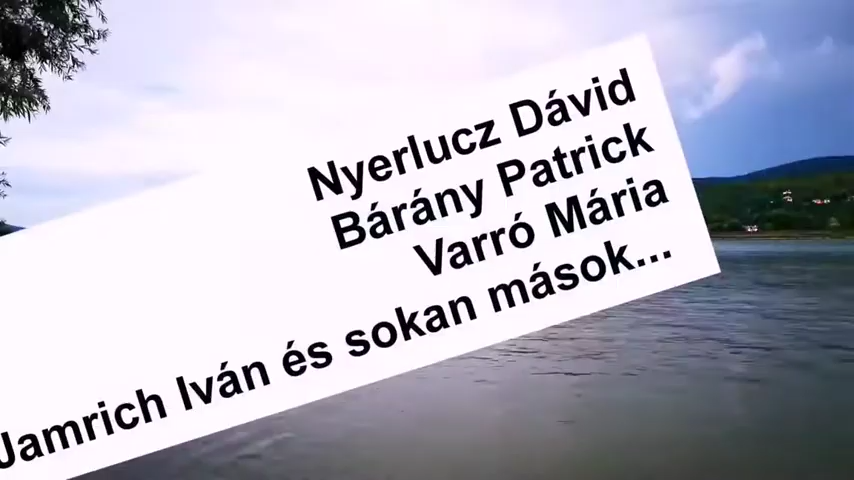 Nyerlucz Dávid
Bárány Patrick
Varró Mária
Jamrich Iván és sokan mások...